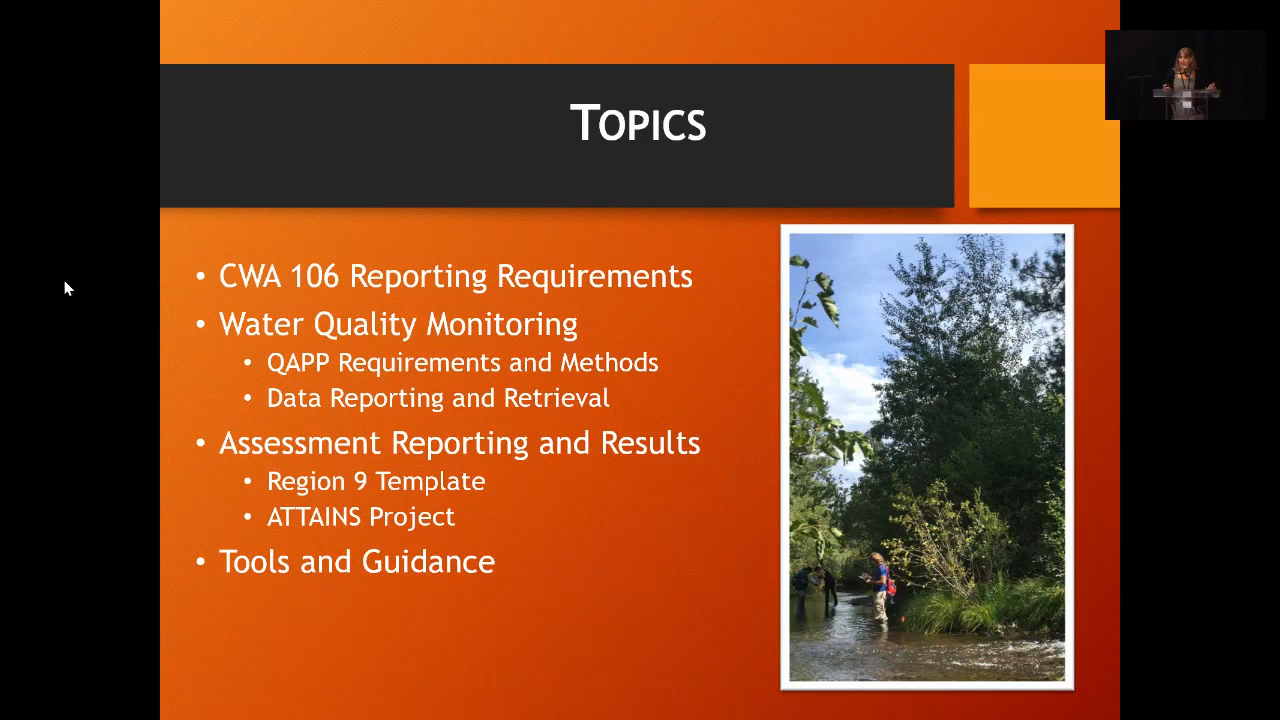 Topics
• CWA 106 Reporting Requirements
• Water Quality Monitoring
• QAPP Requirements and Methods
• Data Reporting and Retrieval
• Assessment Reporting and Results
• Region 9 Template
• ATTAINS Project
• Tools and Guidance